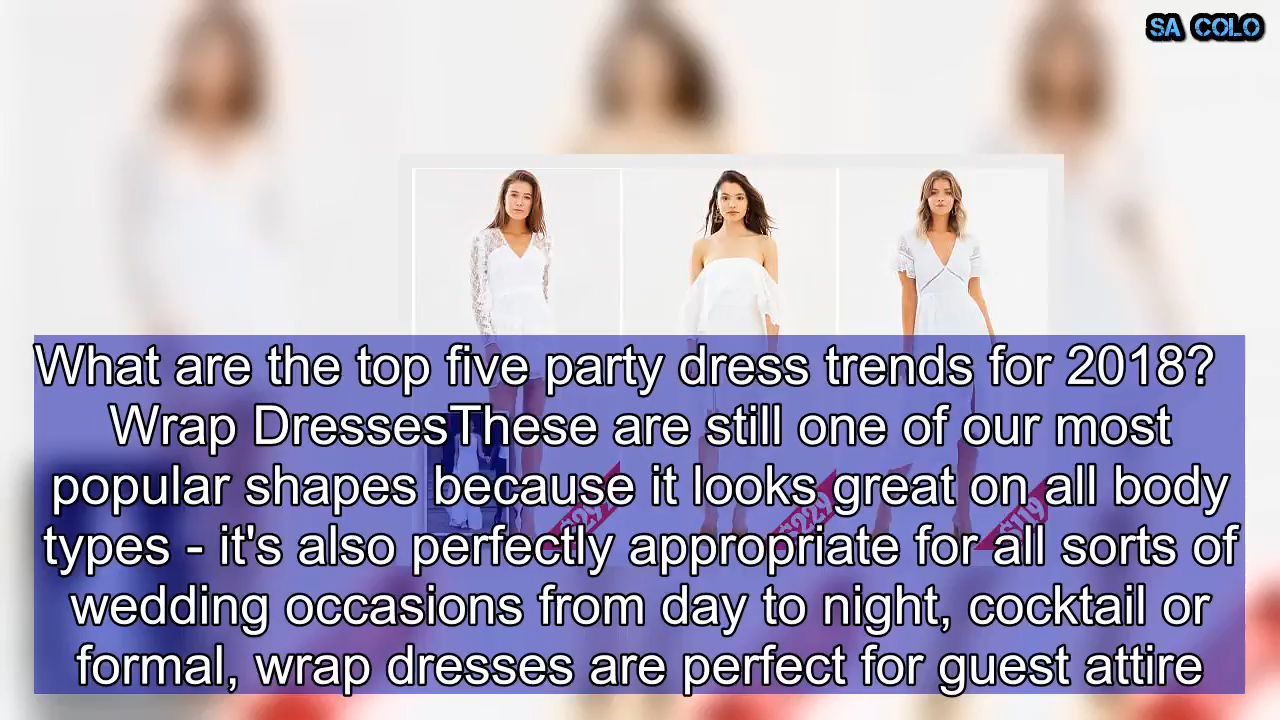 SA COLO
What are the top five party dress trends for 2018?
Wrap DressesThese are still one of our most
popular shapes because it looks great on all body
types - it's also perfectly appropriate for all sorts of
wedding occasions from day to night, cocktail or
formal, wrap dresses are perfect for guest attire
$229
$119